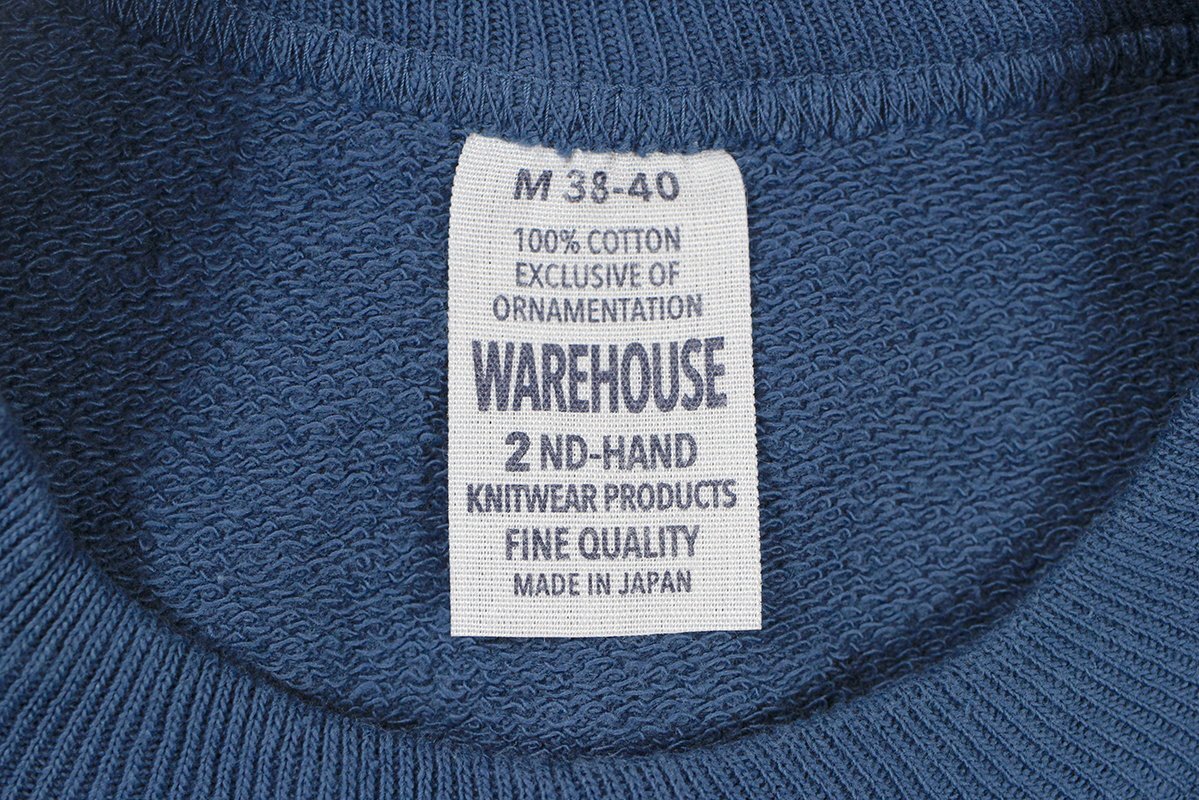 M 38-40
100% COTTON
EXCLUSIVE OF
ORNAMENTATION
WAREHOUSE
2 ND-HAND
KNITWEAR PRODUCTS
FINE QUALITY
MADE IN JAPAN